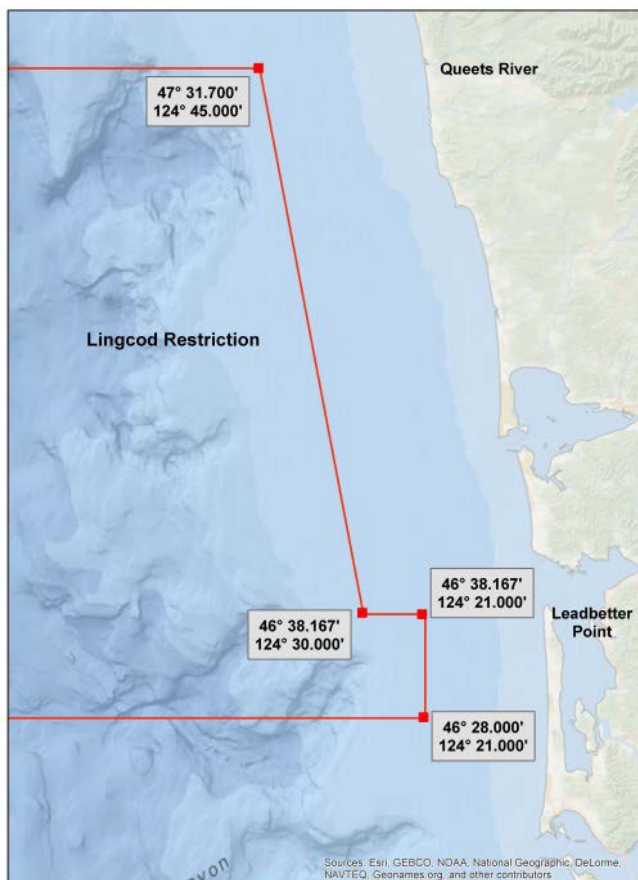 Queets River
47° 31.700'
124° 45.000'
Lingcod Restriction
46° 38.167'
124° 21.000'
46° 38.167'
124° 30.000'
Leadbetter
Point
46° 28.000'
124° 21.000'
Sources: Esri, GEBCO, NOAA, National Geographic, DeLorme,
NAVTEQ, Geonames.org, and other contributors